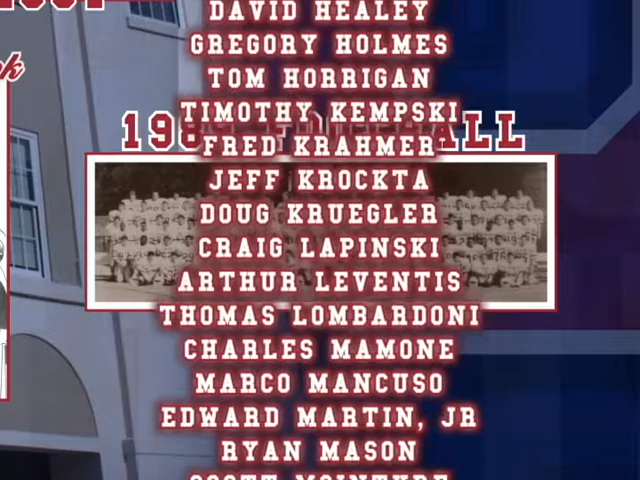 DAVID HEALEY
GREGORY HOLMES
TOM HORRIGAN
TIMOTHY KEMPSKI
FRED KRAHMER
JEFF KROCKTA
DOUG KRUEGLER
CRAIG LAPINSKI
ARTHUR LEVENTIS
THOMAS LOMBARDONI
CHARLES MAMONE
MARCO MANCUSO
EDWARD MARTIN, JR
RYAN MASON